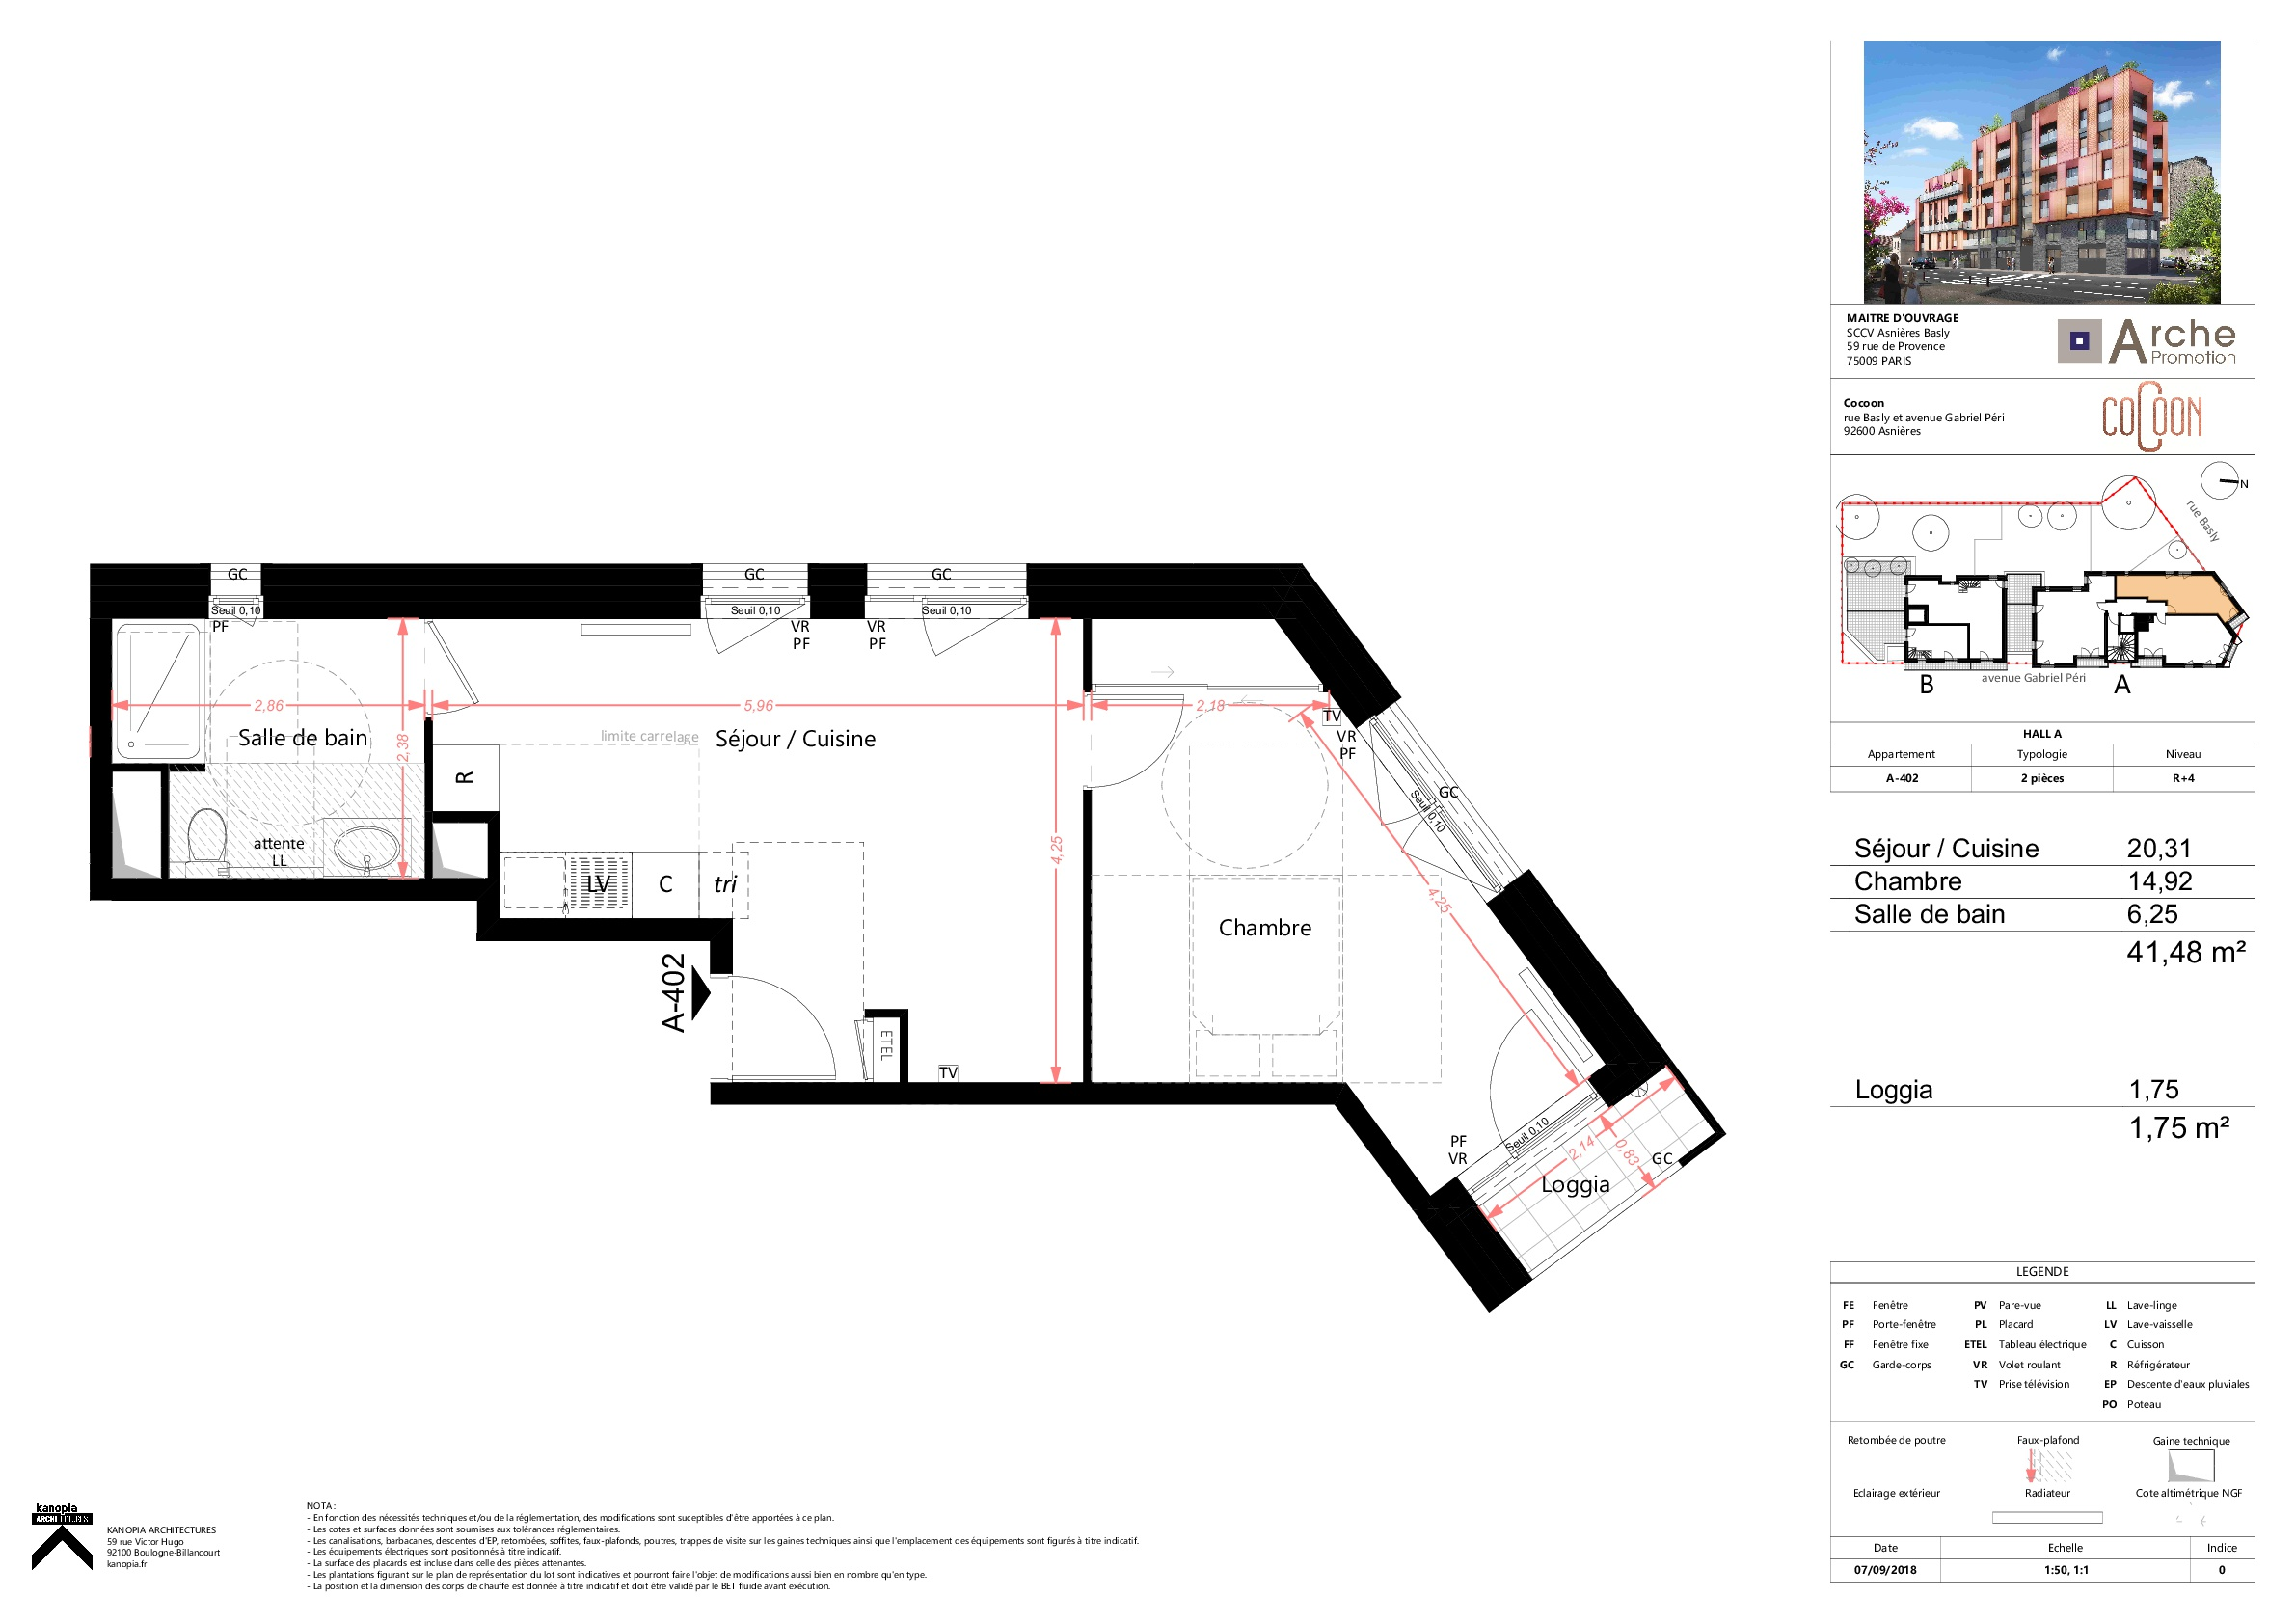 GC
GC
GC
Seuil 0,10
Seuil 0,10
Seuil 0,10
PF
VR
PF
VR
PF
2,86
5,96
2,18
TV
VR
PF
Salle de bain
2,38
limite carrelage
Séjour / Cuisine
R
GC
Seuil 0,10
attente
LL
4,25
LV
C
tri
4,25
Chambre
A-402
ETEL
TV
PF
VR
Seuil 0,10
2,14
0,83
GC
Loggia
MAITRE D'OUVRAGE
SCCV Asnières Basly
59 rue de Provence
75009 PARIS
Arche
Promotion
Cocoon
rue Basly et avenue Gabriel Péri
92600 Asnières
COCOON
N
rue Basly
avenue Gabriel Péri
B
A
HALL A
Appartement
Typologie
Niveau
A-402
2 pièces
R+4
Séjour / Cuisine 20,31
Chambre 14,92
Salle de bain 6,25
41,48 m²
Loggia 1,75
1,75 m²
LEGENDE
FE Fenêtre
PF Porte-fenêtre
FF Fenêtre fixe
GC Garde-corps
PV Pare-vue
PL Placard
ETEL Tableau électrique
VR Volet roulant
TV Prise télévision
LL Lave-linge
LV Lave-vaisselle
C Cuisson
R Réfrigérateur
EP Descente d'eaux pluviales
PO Poteau
Retombée de poutre
Faux-plafond
Gaine technique
Eclairage extérieur
Radiateur
Cote altimétrique NGF
Date
Echelle
Indice
07/09/2018
1:50, 1:1
0
kanopia
ARCHITECTURES
KANOPIA ARCHITECTURES
59 rue Victor Hugo
92100 Boulogne-Billancourt
kanopia.fr
NOTA :
- En fonction des nécessités techniques et/ou de la réglementation, des modifications sont suceptibles d'être apportées à ce plan.
- Les cotes et surfaces données sont soumises aux tolérances réglementaires.
- Les canalisations, barbacanes, descentes d'EP, retombées, soffites, faux-plafonds, poutres, trappes de visite sur les gaines techniques ainsi que l'emplacement des équipements sont figurés à titre indicatif.
- Les équipements électriques sont positionnés à titre indicatif.
- La surface des placards est incluse dans celle des pièces attenantes.
- Les plantations figurant sur le plan de représentation du lot sont indicatives et pourront faire l'objet de modifications aussi bien en nombre qu'en type.
- La position et la dimension des corps de chauffe est donnée à titre indicatif et doit être validé par le BET fluide avant exécution.